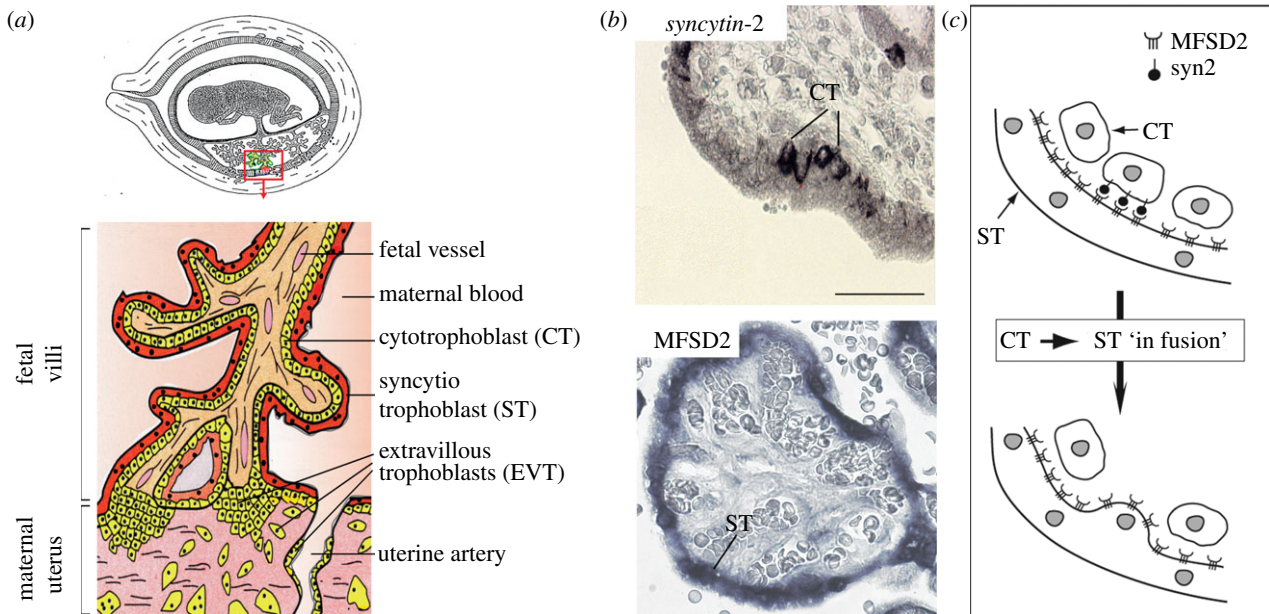 (a)
fetal
villi
maternal
uterus
fetal vessel
maternal blood
cytotrophoblast (CT)
syncytio
trophoblast (ST)
extravillous
trophoblasts (EVT)
uterine artery
(b)
syncytin-2
CT
MFSD2
ST
(c)
MFSD2
syn2
CT
ST
CT ST ‘in fusion’